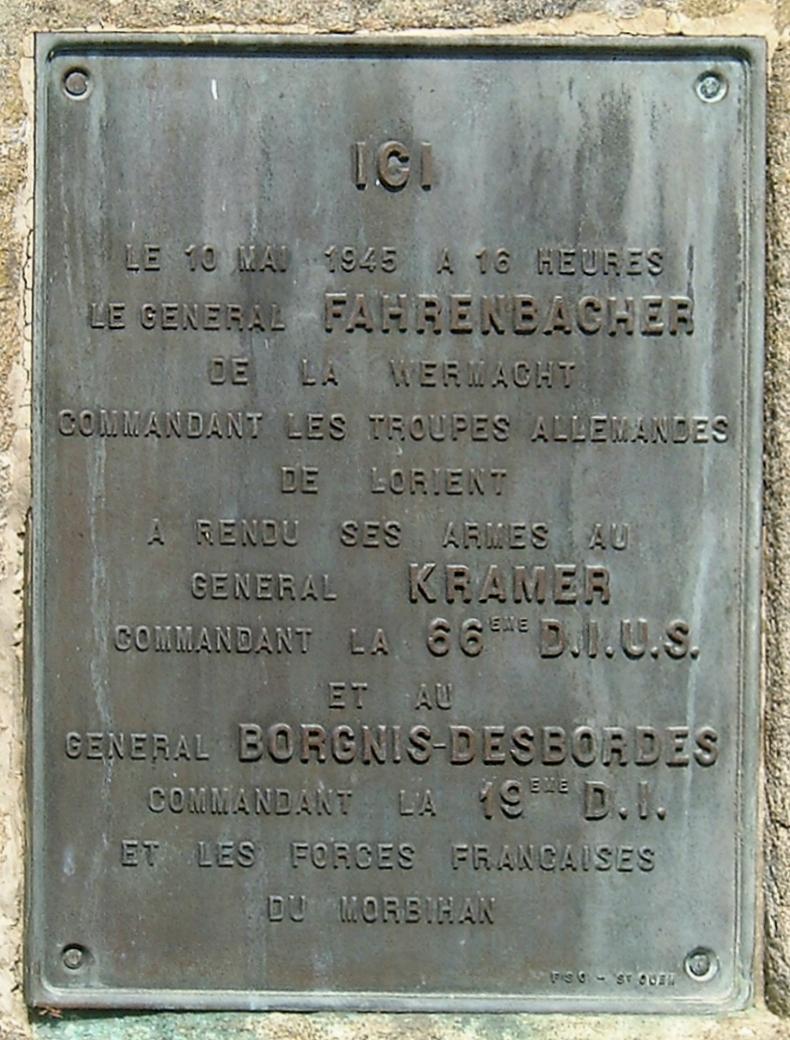 ICI
LE 10 MAI 1945 A 16 HEURES
LE GENERAL FAHRENBACHER
DE LA WERMACHT
COMMANDANT LES TROUPES ALLEMANDES
DE LORIENT
A RENDU SES ARMES AU
GENERAL KRAMER
COMMANDANT LA 66EME D.I.U.S.
ET AU
GENERAL BORGNIS-DESBORDES
COMMANDANT LA 19EME D.I.
ET LES FORCES FRANCAISES
DU MORBIHAN
- ST OUEN